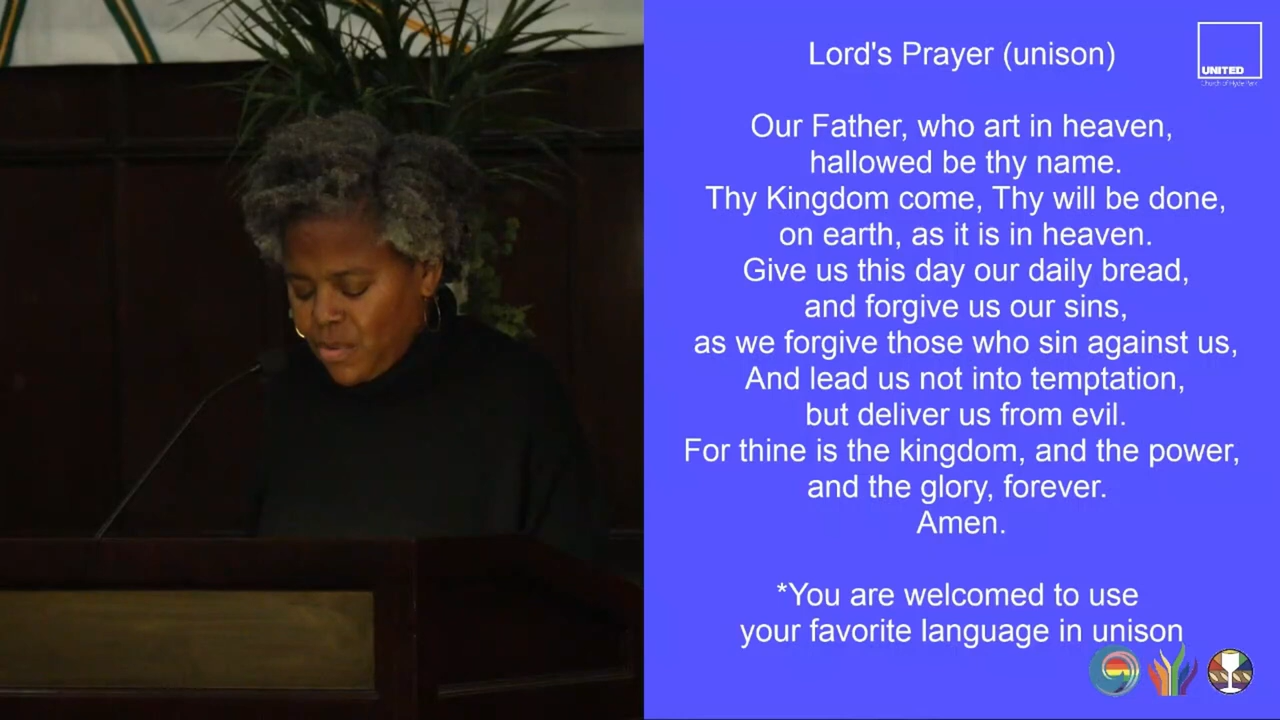 Lord's Prayer (unison)
UNITED
Church of Hyde Park
Our Father, who art in heaven,
hallowed be thy name.
Thy Kingdom come, Thy will be done,
on earth, as it is in heaven.
Give us this day our daily bread,
and forgive us our sins,
as we forgive those who sin against us,
And lead us not into temptation,
but deliver us from evil.
For thine is the kingdom, and the power,
and the glory, forever.
Amen.
*You are welcomed to use
your favorite language in unison